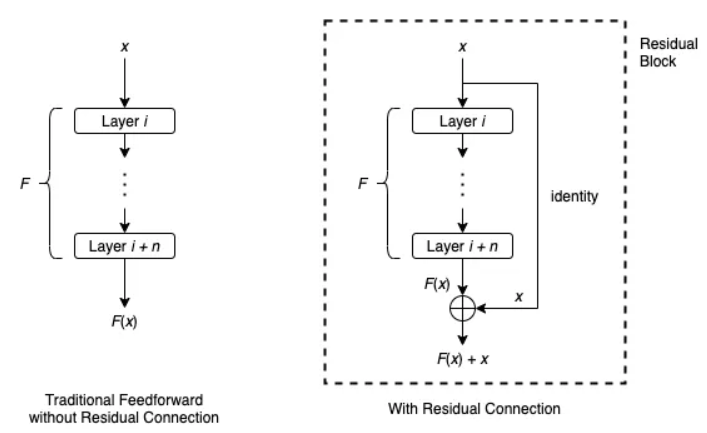 x
Layer i
F
Layer i + n
F(x)
Traditional Feedforward
without Residual Connection
x
Residual
Block
Layer i
F
identity
Layer i + n
F(x)
x
F(x) + x
With Residual Connection